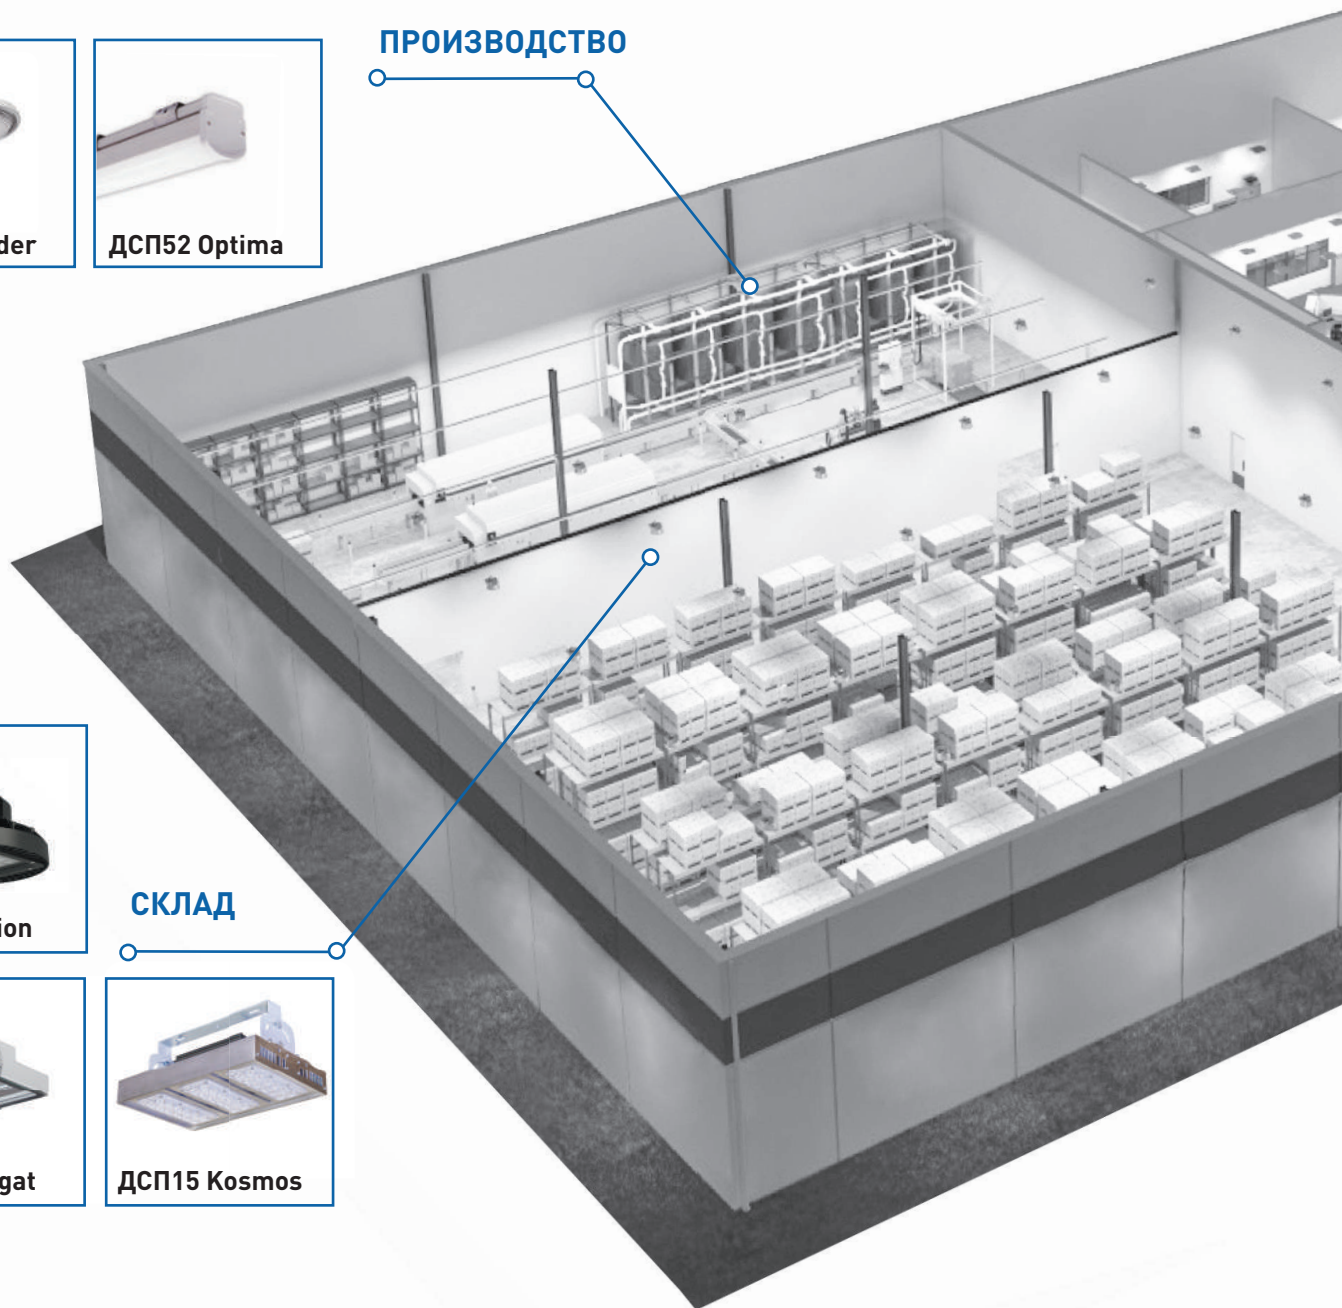 ПРОИЗВОДСТВО
der
ДСП52 Optima
СКЛАД
ion
gat
ДСП15 Kosmos